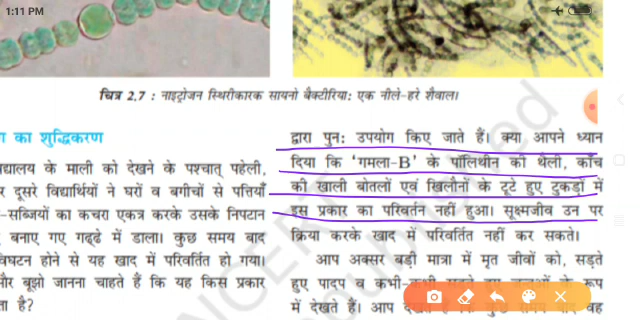 1:11 PM
चित्र 2.7 : नाइट्रोजन स्थिरीकारक सायनो बैक्टीरिया: एक नीले-हरे शैवाल।
का शुद्धिकरण
के माली को देखने के पश्चात् पहेली,
दूसरे विद्यार्थियों ने घरों व बगीचों से पत्तियाँ
-सब्जियों का कचरा एकत्र करके उसके निपटान
बनाए गए गड्ढे में डाला। कुछ समय बाद
होने से यह खाद में परिवर्तित हो गया।
बूझो जानना चाहते हैं कि यह किस प्रकार
है?
द्वारा पुन: उपयोग किए जाते हैं। क्या आपने ध्यान
दिया कि 'गमला-B' के पॉलिथीन की थैली, काँच
की खाली बोतलों एवं खिलौनों के टूटे हुए टुकड़ों में
इस प्रकार का परिवर्तन नहीं हुआ। सूक्ष्मजीव उन पर
क्रिया करके खाद में परिवर्तित नहीं कर सकते।
आप अक्सर बड़ी मात्रा में मृत जीवों को, सड़ते
हुए पादप व कभी-कभी रूप
में देखते हैं। आप वह